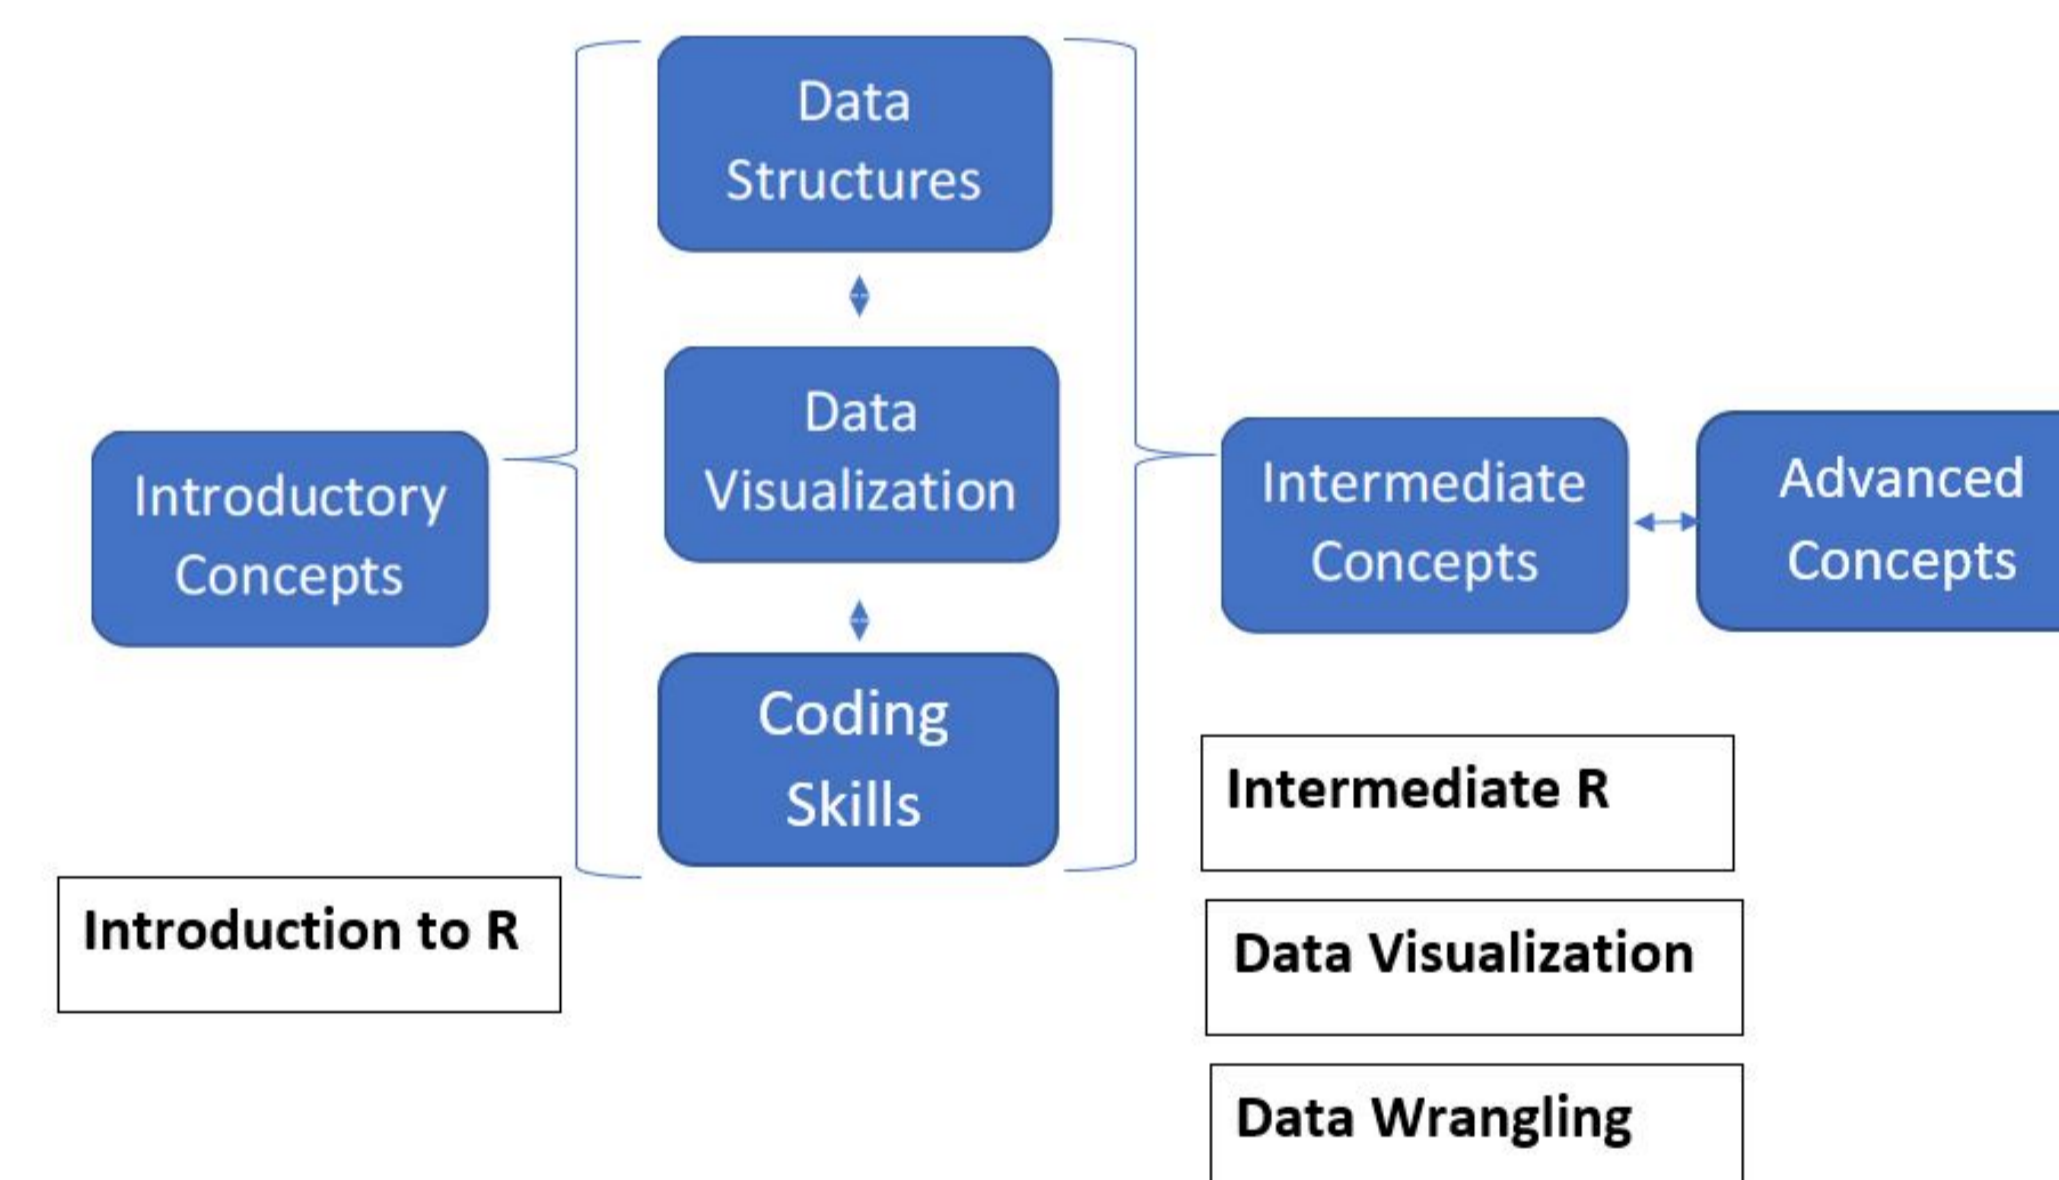 Data
Structures
Data
Visualization
Introductory
Concepts
Intermediate
Concepts
Advanced
Concepts
Coding
Skills
Intermediate R
Introduction to R
Data Visualization
Data Wrangling